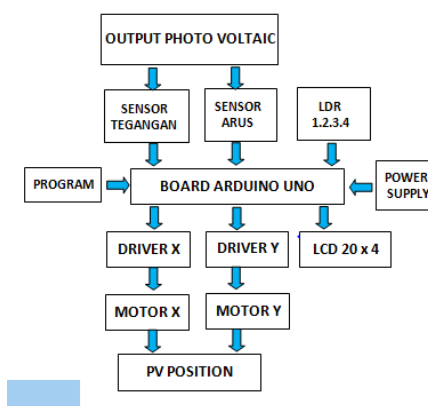 OUTPUT PHOTO VOLTAIC
SENSOR
TEGANGAN
SENSOR
ARUS
LDR
1.2.3.4
PROGRAM
BOARD ARDUINO UNO
POWER
SUPPLY
DRIVER X
DRIVER Y
LCD 20 x 4
MOTOR X
MOTOR Y
PV POSITION